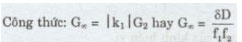 Công thức: G∞ = |k₁|G₂ hay G∞ = δD / f₁f₂